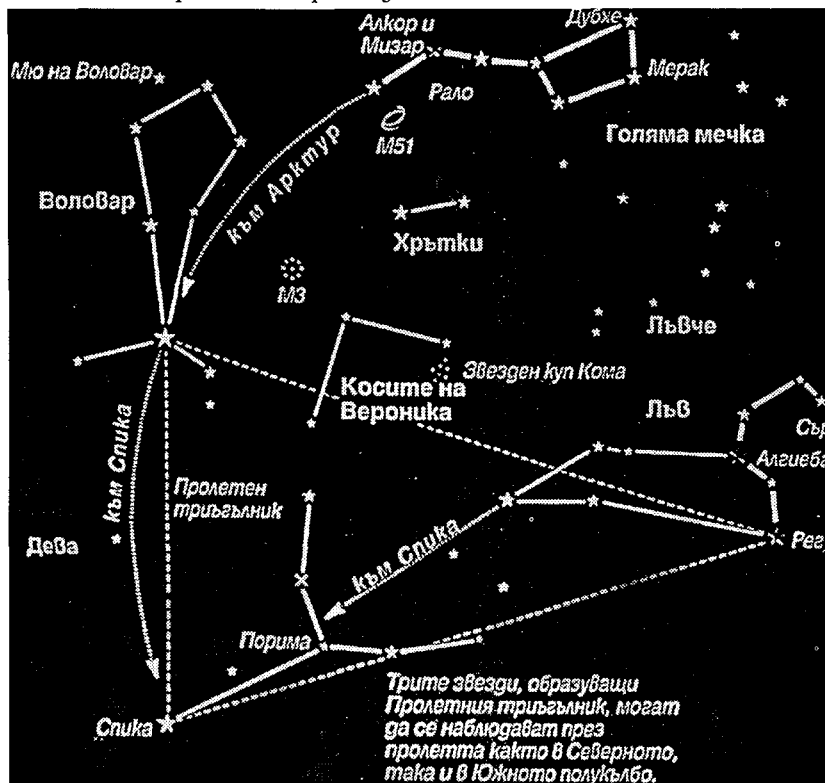 Алкор и
Мизар
Дубхе
Мю на Воловар
Рало
Мерак
М51
Голяма мечка
към Арктур
Воловар
Хрътки
М3
Лъвче
Звезден куп Кома
Косите на
Вероника
Лъв
Алгиеба
към Спика
Пролетен
триъгълник
Дева
към Спика
Порима
Спика
Трите звезди, образуващи
Пролетния триъгълник, могат
да се наблюдават през
пролетта както в Северното,
така и в Южното полукълбо,